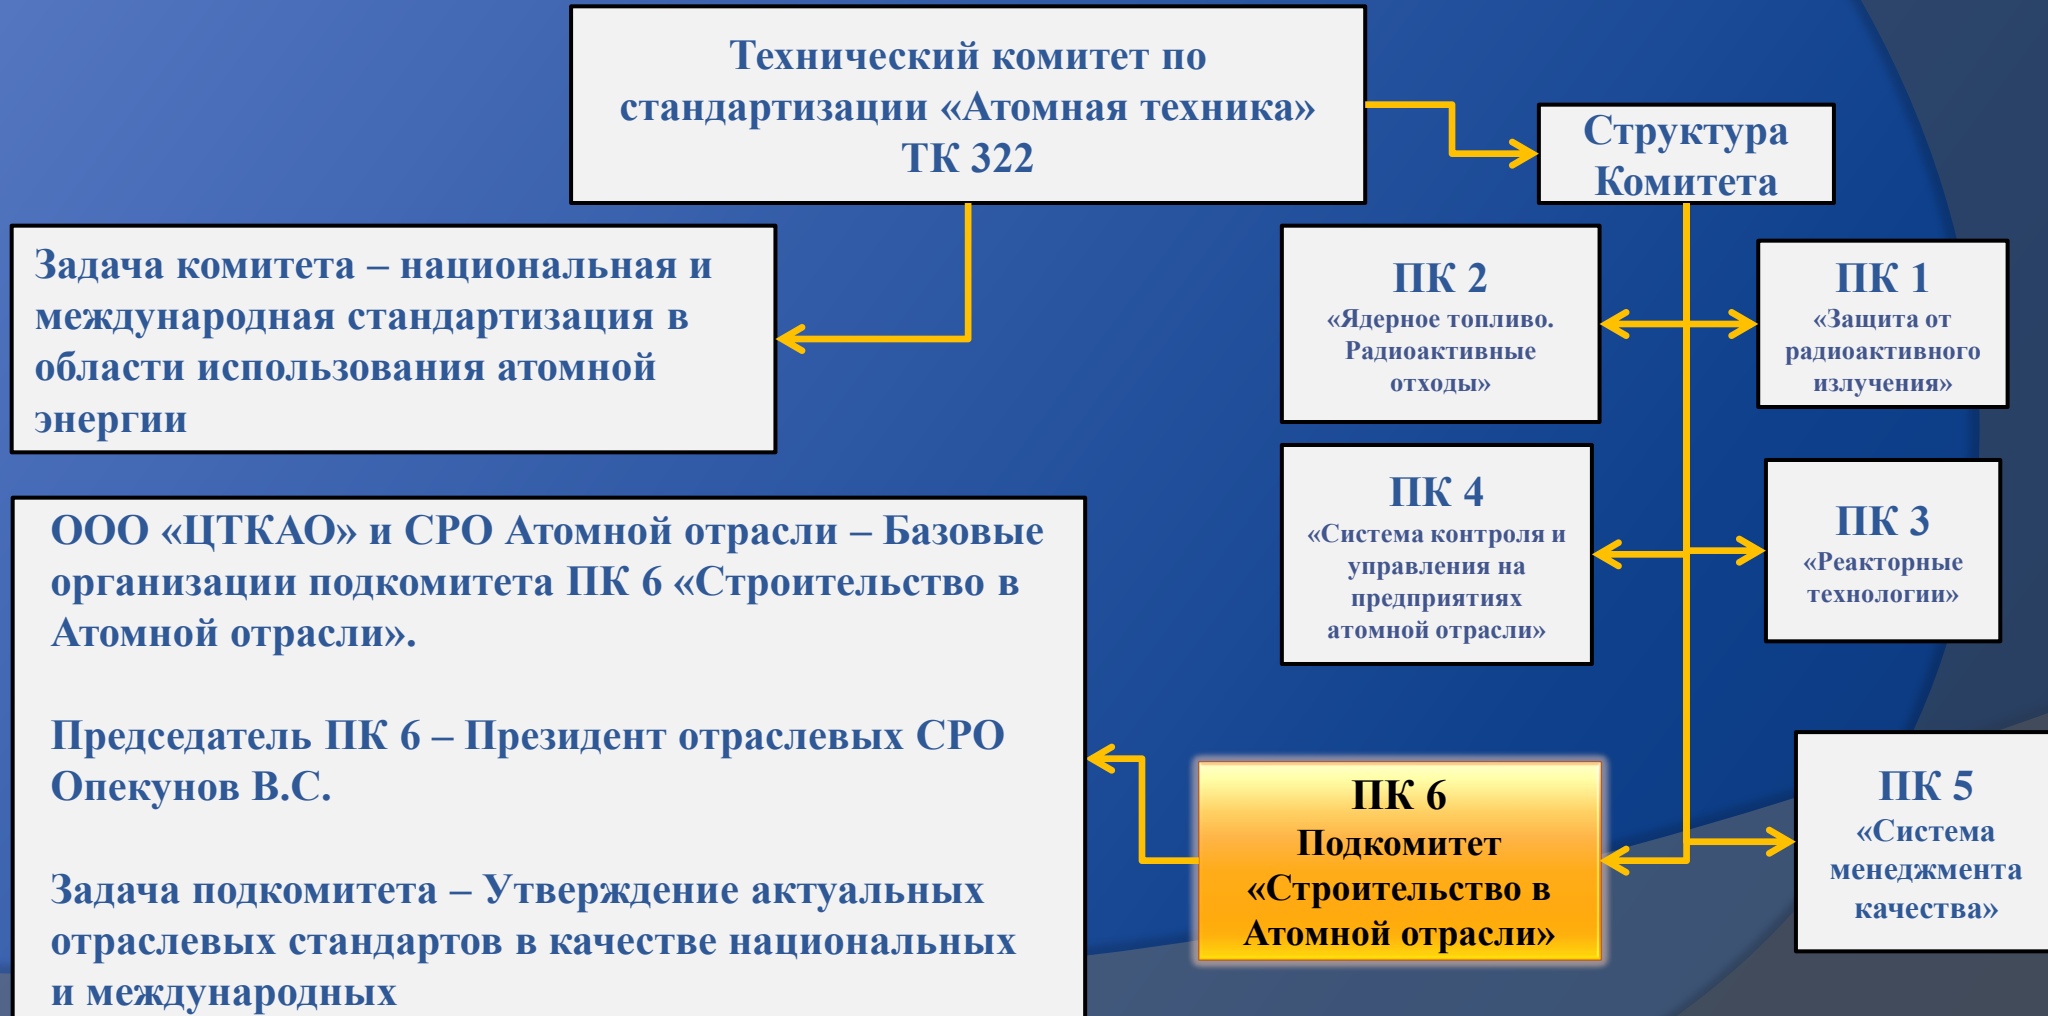 Технический комитет по
стандартизации «Атомная техника»
ТК 322
Структура
Комитета
Задача комитета – национальная и
международная стандартизация в
области использования атомной
энергии
ПК 2
«Ядерное топливо.
Радиоактивные
отходы»
ПК 1
«Защита от
радиоактивного
излучения»
ПК 4
«Система контроля и
управления на
предприятиях
атомной отрасли»
ПК 3
«Реакторные
технологии»
ООО «ЦТКАО» и СРО Атомной отрасли – Базовые
организации подкомитета ПК 6 «Строительство в
Атомной отрасли».
Председатель ПК 6 – Президент отраслевых СРО
Опекунов В.С.
Задача подкомитета – Утверждение актуальных
отраслевых стандартов в качестве национальных
и международных
ПК 6
Подкомитет
«Строительство в
Атомной отрасли»
ПК 5
«Система
менеджмента
качества»